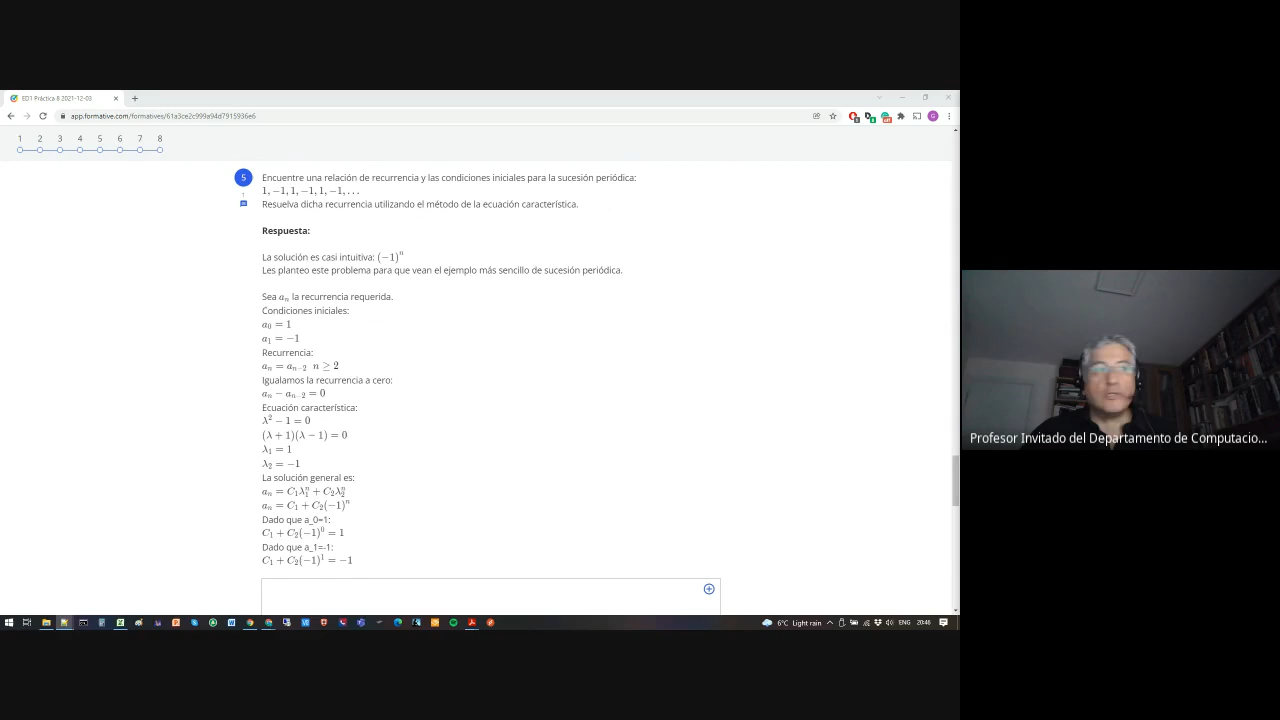 ED1 Práctica 8 2021-12-03
app.formative.com/formatives/61a3ce2c999a94d7915936e6
1 2 3 4 5 6 7 8
5 Encuentre una relación de recurrencia y las condiciones iniciales para la sucesión periódica:
1, −1, 1, −1, 1, −1, . . .
Resuelva dicha recurrencia utilizando el método de la ecuación característica.
Respuesta:
La solución es casi intuitiva: (−1)^n
Les planteo este problema para que vean el ejemplo más sencillo de sucesión periódica.
Sea a_n la recurrencia requerida.
Condiciones iniciales:
a_0 = 1
a_1 = −1
Recurrencia:
a_n = a_{n−2} n ≥ 2
Igualamos la recurrencia a cero:
a_n − a_{n−2} = 0
Ecuación característica:
λ^2 − 1 = 0
(λ + 1)(λ − 1) = 0
λ_1 = 1
λ_2 = −1
La solución general es:
a_n = C_1λ_1^n + C_2λ_2^n
a_n = C_1 + C_2(−1)^n
Dado que a_0=1:
C_1 + C_2(−1)^0 = 1
Dado que a_1=-1:
C_1 + C_2(−1)^1 = −1
Profesor Invitado del Departamento de Computacio...
6°C Light rain ENG 20:46